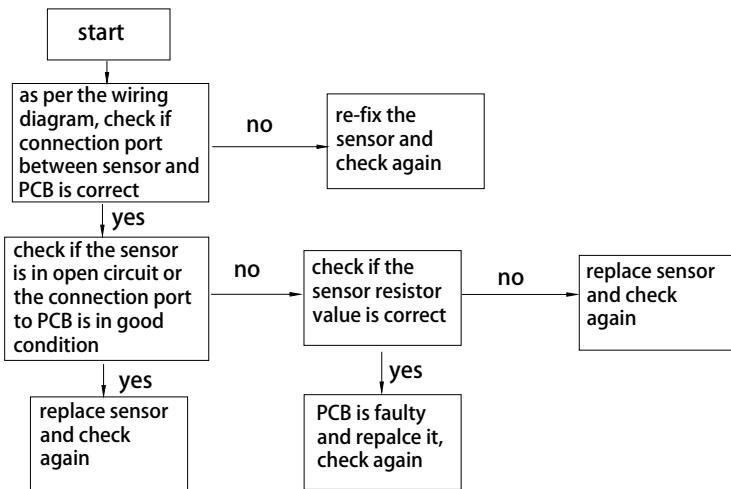 start
as per the wiring
diagram, check if
connection port
between sensor and
PCB is correct
no
re-fix the
sensor and
check again
yes
check if the sensor
is in open circuit or
the connection port
to PCB is in good
condition
no
check if the
sensor resistor
value is correct
no
replace sensor
and check
again
yes
replace sensor
and check
again
yes
PCB is faulty
and repalce it,
check again